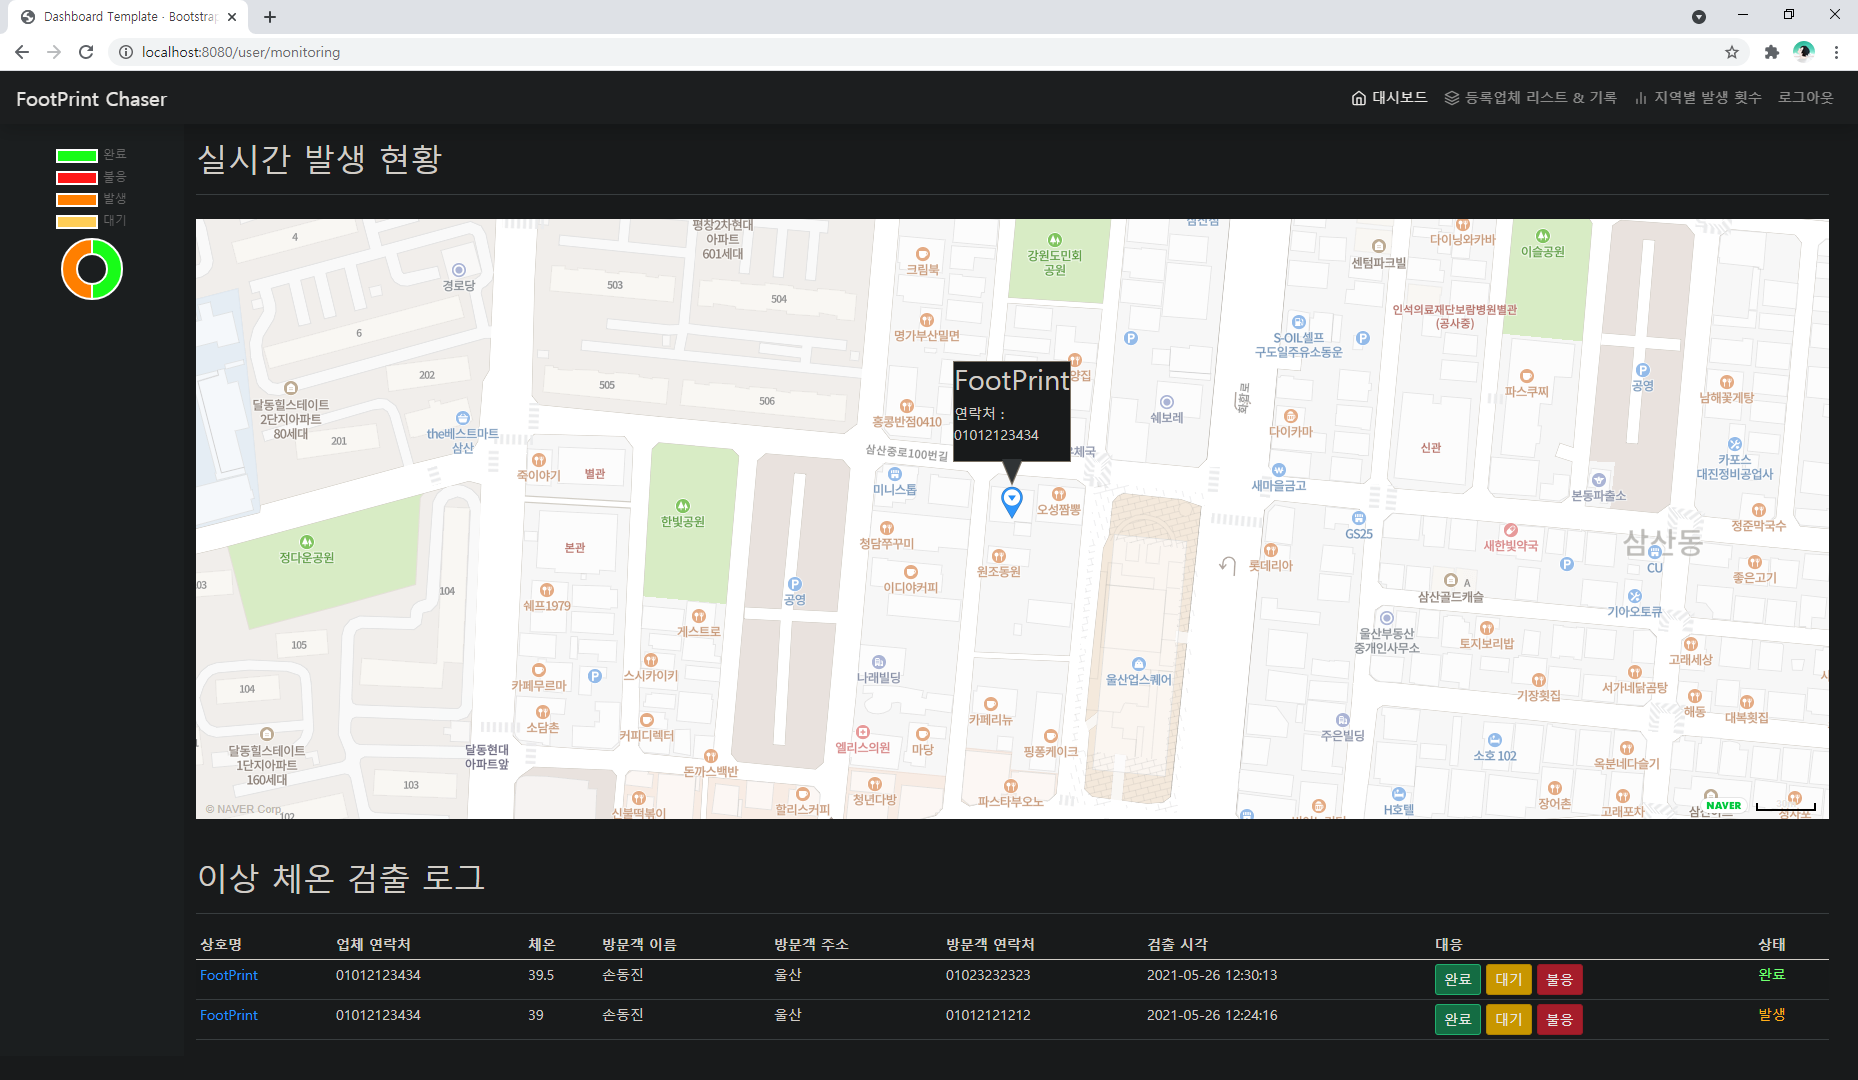 Dashboard Template · Bootstrap
localhost:8080/user/monitoring
FootPrint Chaser
대시보드
등록업체 리스트 & 기록
지역별 발생 횟수
로그아웃
완료
불응
발생
대기
실시간 발생 현황
4
평창2차현대
아파트
601세대
경로당
503
504
크림북
강원도민회
공원
센텀파크빌
다이닝와카바
이슬공원
인석의료재단보람병원별관
(공사중)
6
명가부산밀면
S-OIL셀프
구도일주유소동운
202
505
506
FootPrint
연락처 :
01012123434
달동힐스테이트
2단지아파트
80세대
201
the베스트마트
삼산
홍콩반점0410
쉐보레
화합로
다이카마
파스쿠찌
공영
남해꽃게탕
신관
카포스
대진정비공업사
삼산중로100번길
죽이야기
별관
미니스톱
새마을금고
본동파출소
한빛공원
오성짬뽕
GS25
정준막국수
정다운공원
본관
청담쭈꾸미
원조동원
롯데리아
새한빛약국
삼산동
CU
좋은고기
103
104
공영
이디야커피
쉐프1979
A
삼산골드캐슬
기아오토큐
105
게스트로
울산부동산
중개인사무소
토지보리밥
고래세상
104
카페무르마
스시카이키
나래빌딩
울산업스퀘어
기장횟집
서가네닭곰탕
소담촌
커피디렉터
카페리뉴
해동
대복횟집
달동힐스테이트
1단지아파트
160세대
달동현대
아파트앞
엘리스의원
마당
핑퐁케이크
주은빌딩
소호 102
옥분네다슬기
103
돈까스백반
청년다방
파스타부오노
할리스커피
신불떡볶이
H호텔
장어촌
고래포차
© NAVER Corp.
102
NAVER
이상 체온 검출 로그
상호명 업체 연락처 체온 방문객 이름 방문객 주소 방문객 연락처 검출 시각 대응 상태
FootPrint 01012123434 39.5 손동진 울산 01023232323 2021-05-26 12:30:13 완료 대기 불응 완료
FootPrint 01012123434 39 손동진 울산 01012121212 2021-05-26 12:24:16 완료 대기 불응 발생